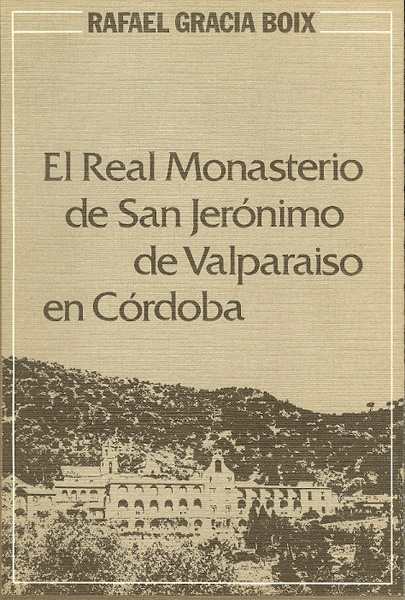 RAFAEL GRACIA BOIX
El Real Monasterio
de San Jerónimo
de Valparaiso
en Córdoba